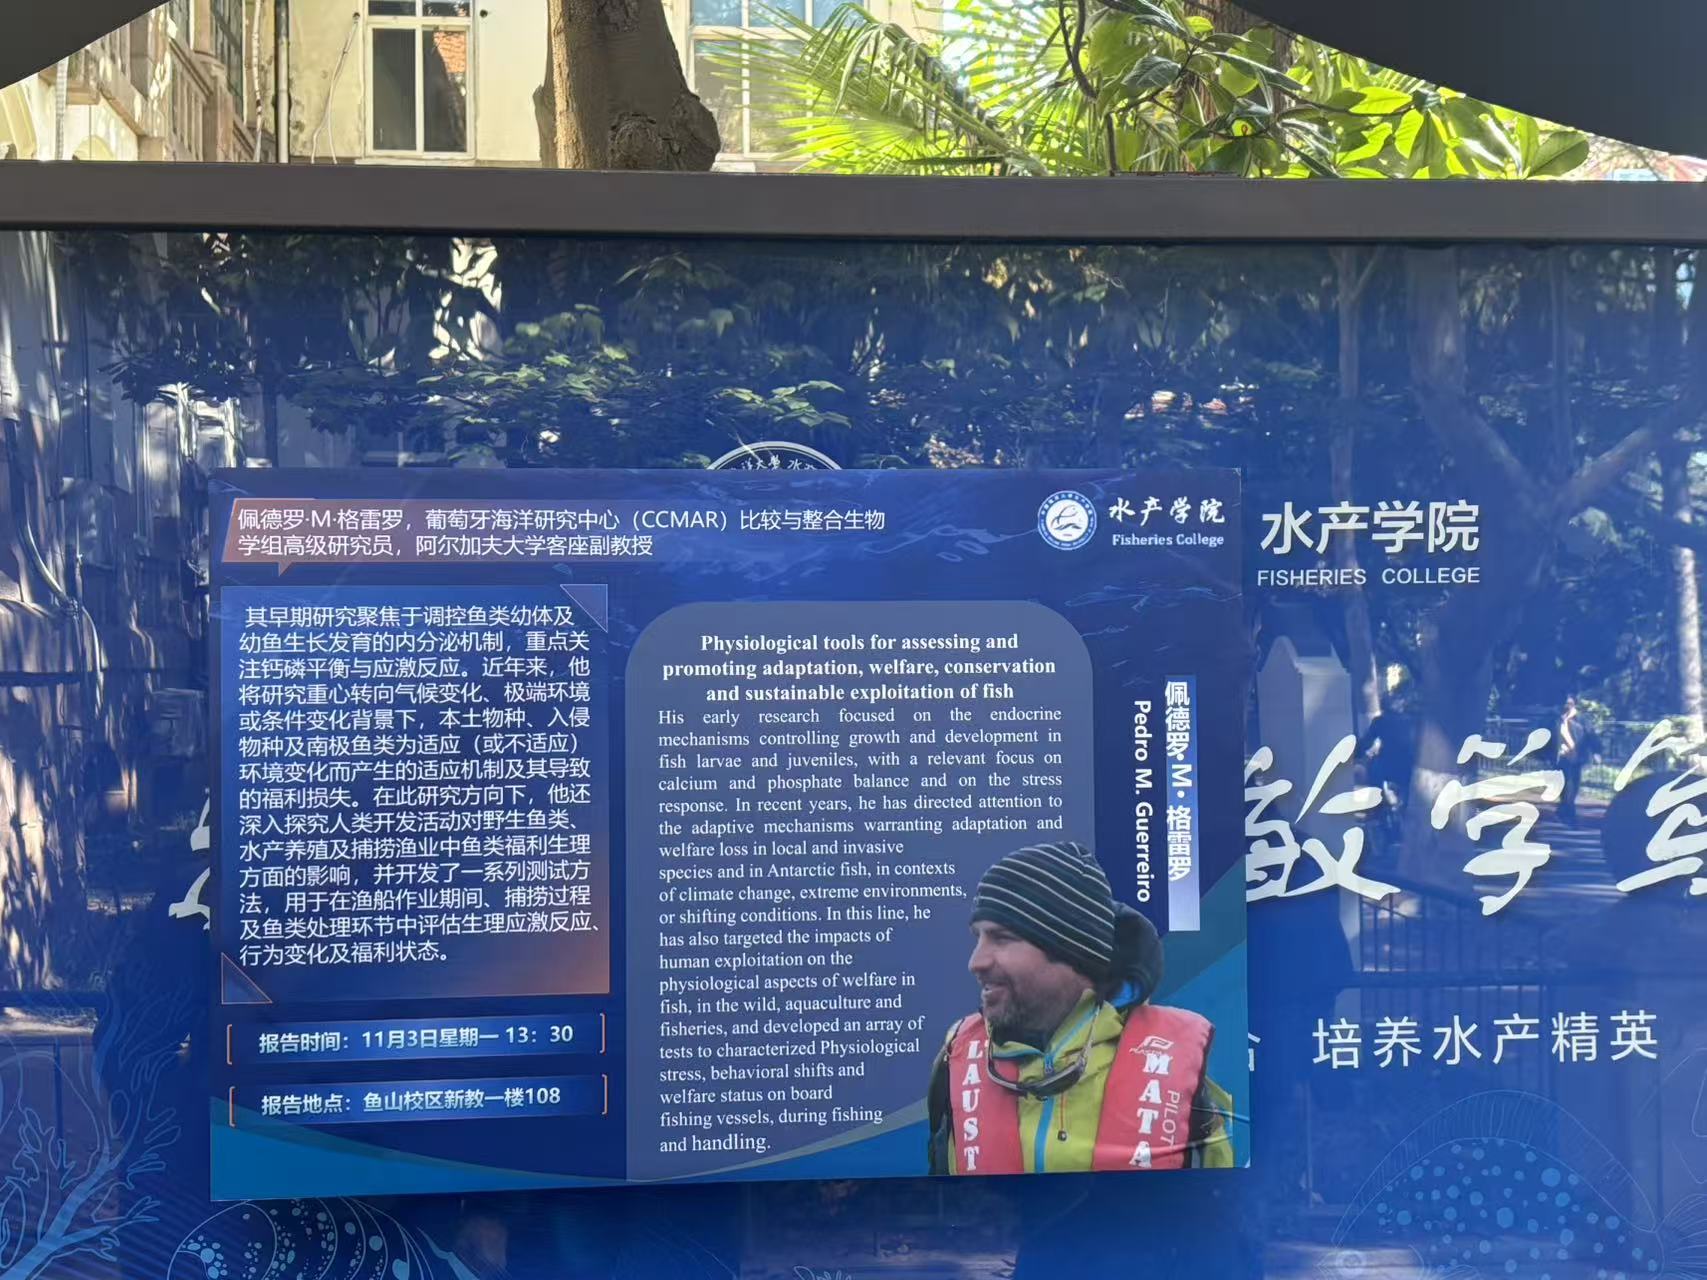 佩德罗·M·格雷罗，葡萄牙海洋研究中心（CCMAR）比较与整合生物
学组高级研究员，阿尔加夫大学客座副教授
水产学院
Fisheries College
其早期研究聚焦于调控鱼类幼体及
幼鱼生长发育的内分泌机制，重点关
注钙磷平衡与应激反应。近年来，他
将研究重心转向气候变化、极端环境
或条件变化背景下，本土物种、入侵
物种及南极鱼类为适应（或不适应）
环境变化而产生的适应机制及其导致
的福利损失。在此研究方向下，他还
深入探究人类开发活动对野生鱼类、
水产养殖及捕捞渔业中鱼类福利生理
方面的影响，并开发了一系列测试方
法，用于在渔船作业期间、捕捞过程
及鱼类处理环节中评估生理应激反应、
行为变化及福利状态。
报告时间：11月3日星期一 13：30
报告地点：鱼山校区新教一楼108
Physiological tools for assessing and
promoting adaptation, welfare, conservation
and sustainable exploitation of fish
His early research focused on the endocrine
mechanisms controlling growth and development in
fish larvae and juveniles, with a relevant focus on
calcium and phosphate balance and on the stress
response. In recent years, he has directed attention to
the adaptive mechanisms warranting adaptation and
welfare loss in local and invasive
species and in Antarctic fish, in contexts
of climate change, extreme environments,
or shifting conditions. In this line, he
has also targeted the impacts of
human exploitation on the
physiological aspects of welfare in
fish, in the wild, aquaculture and
fisheries, and developed an array of
tests to characterized Physiological
stress, behavioral shifts and
welfare status on board
fishing vessels, during fishing
and handling.
佩德罗·M·格雷罗
Pedro M. Guerreiro
LAUST
MATA
PILOT
水产学院
FISHERIES COLLEGE
学
培养水产精英